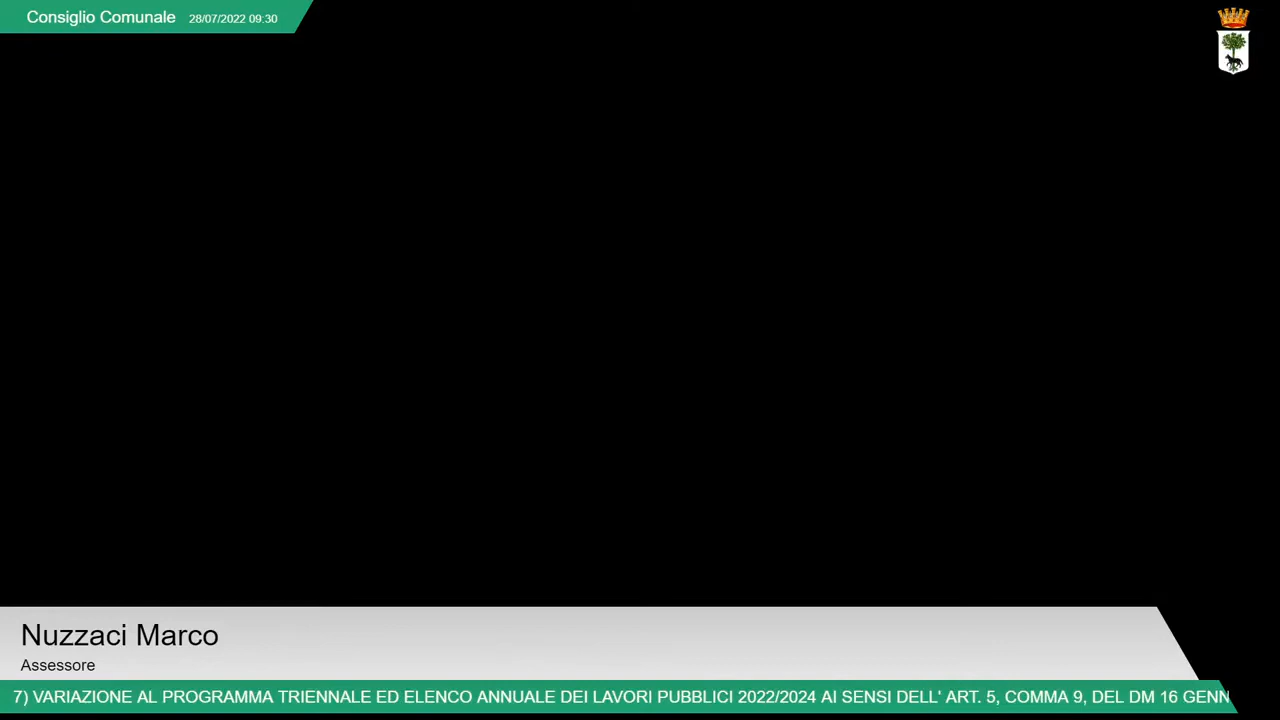 Consiglio Comunale 28/07/2022 09:30
Nuzzaci Marco
Assessore
7) VARIAZIONE AL PROGRAMMA TRIENNALE ED ELENCO ANNUALE DEI LAVORI PUBBLICI 2022/2024 AI SENSI DELL' ART. 5, COMMA 9, DEL DM 16 GENN